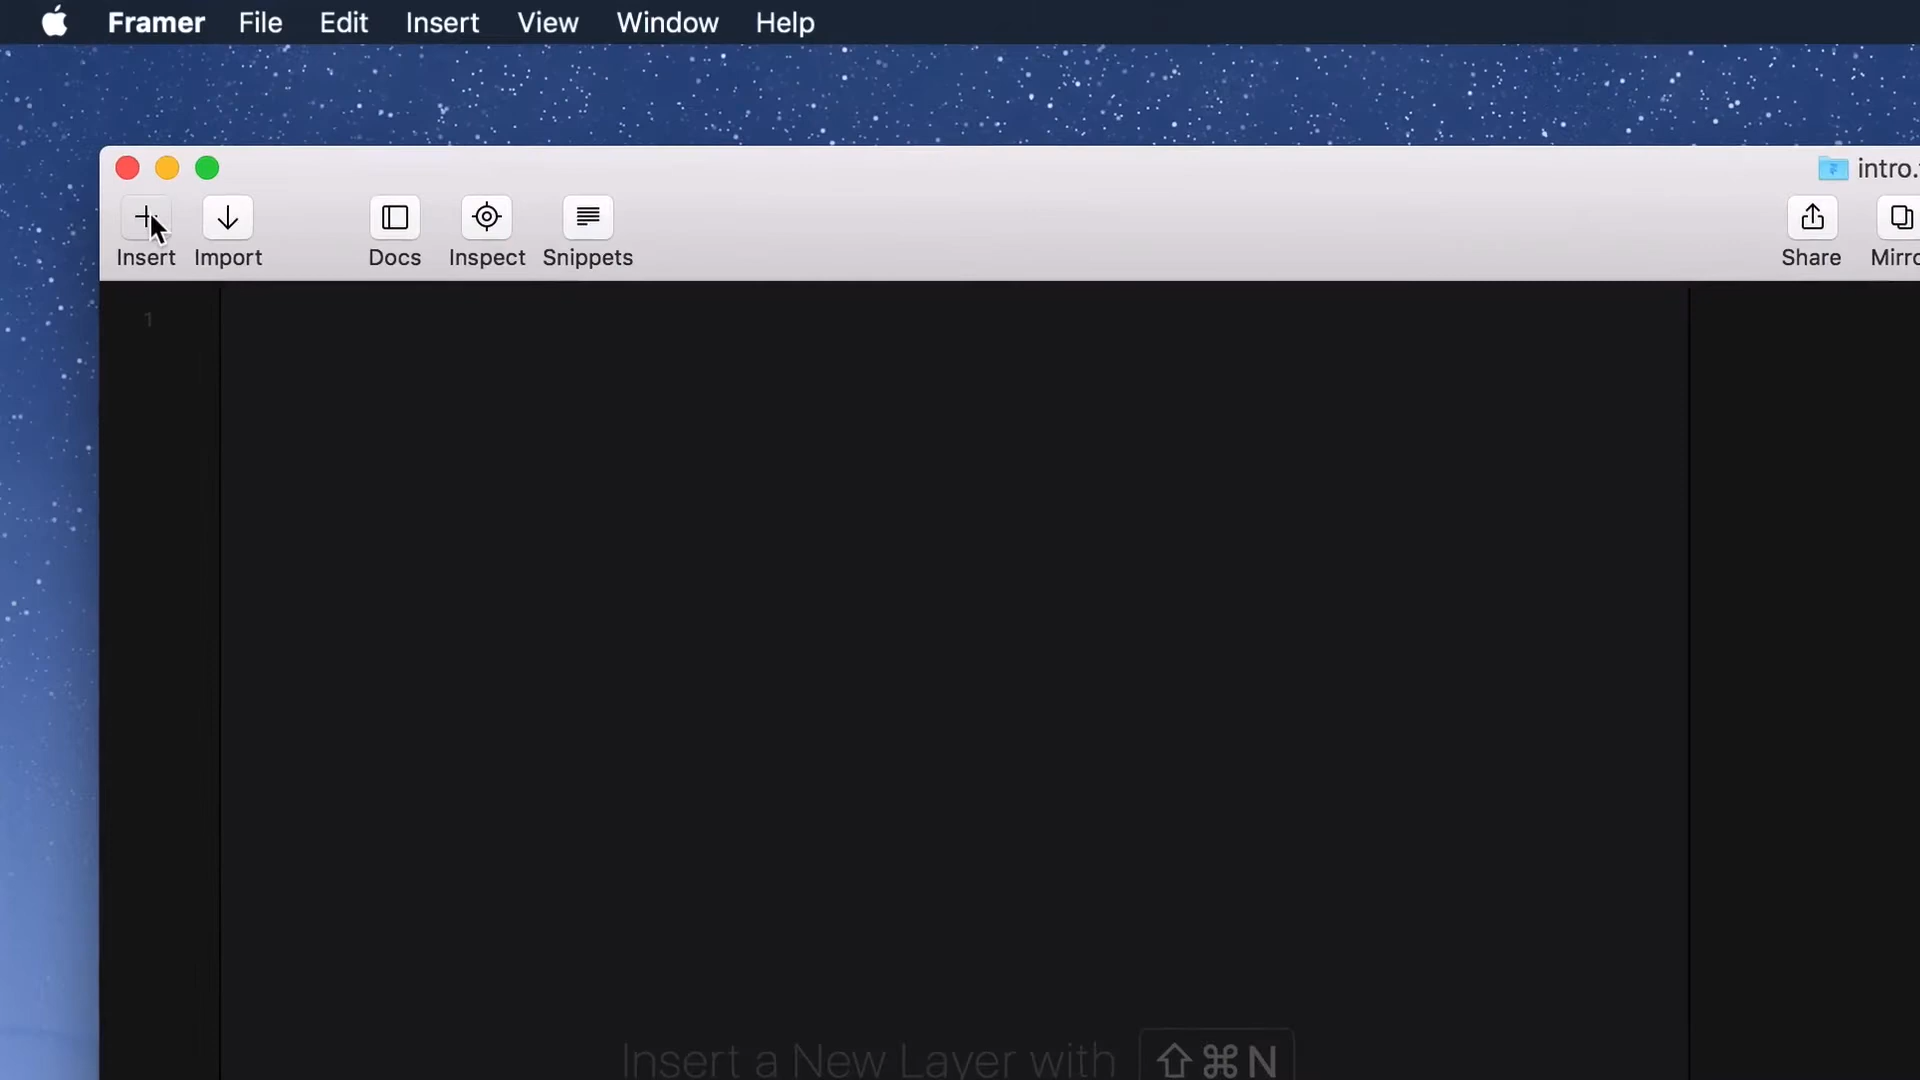 Framer File Edit Insert View Window Help
intro.
Insert Import Docs Inspect Snippets Share Mirro
1
Insert a New Layer with ⇧⌘N